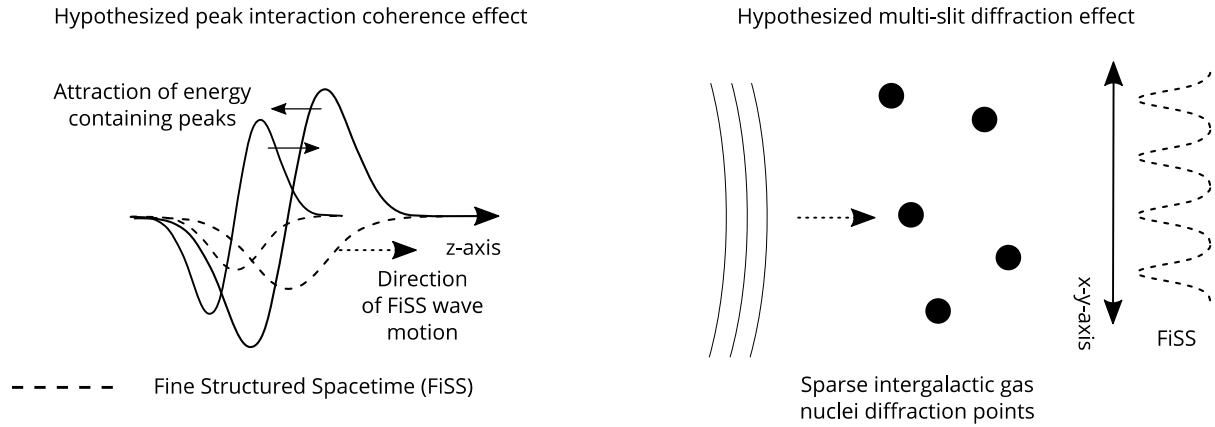 Hypothesized peak interaction coherence effect
Attraction of energy
containing peaks
z-axis
Direction
of FiSS wave
motion
Fine Structured Spacetime (FiSS)
Hypothesized multi-slit diffraction effect
x-y-axis
FiSS
Sparse intergalactic gas
nuclei diffraction points